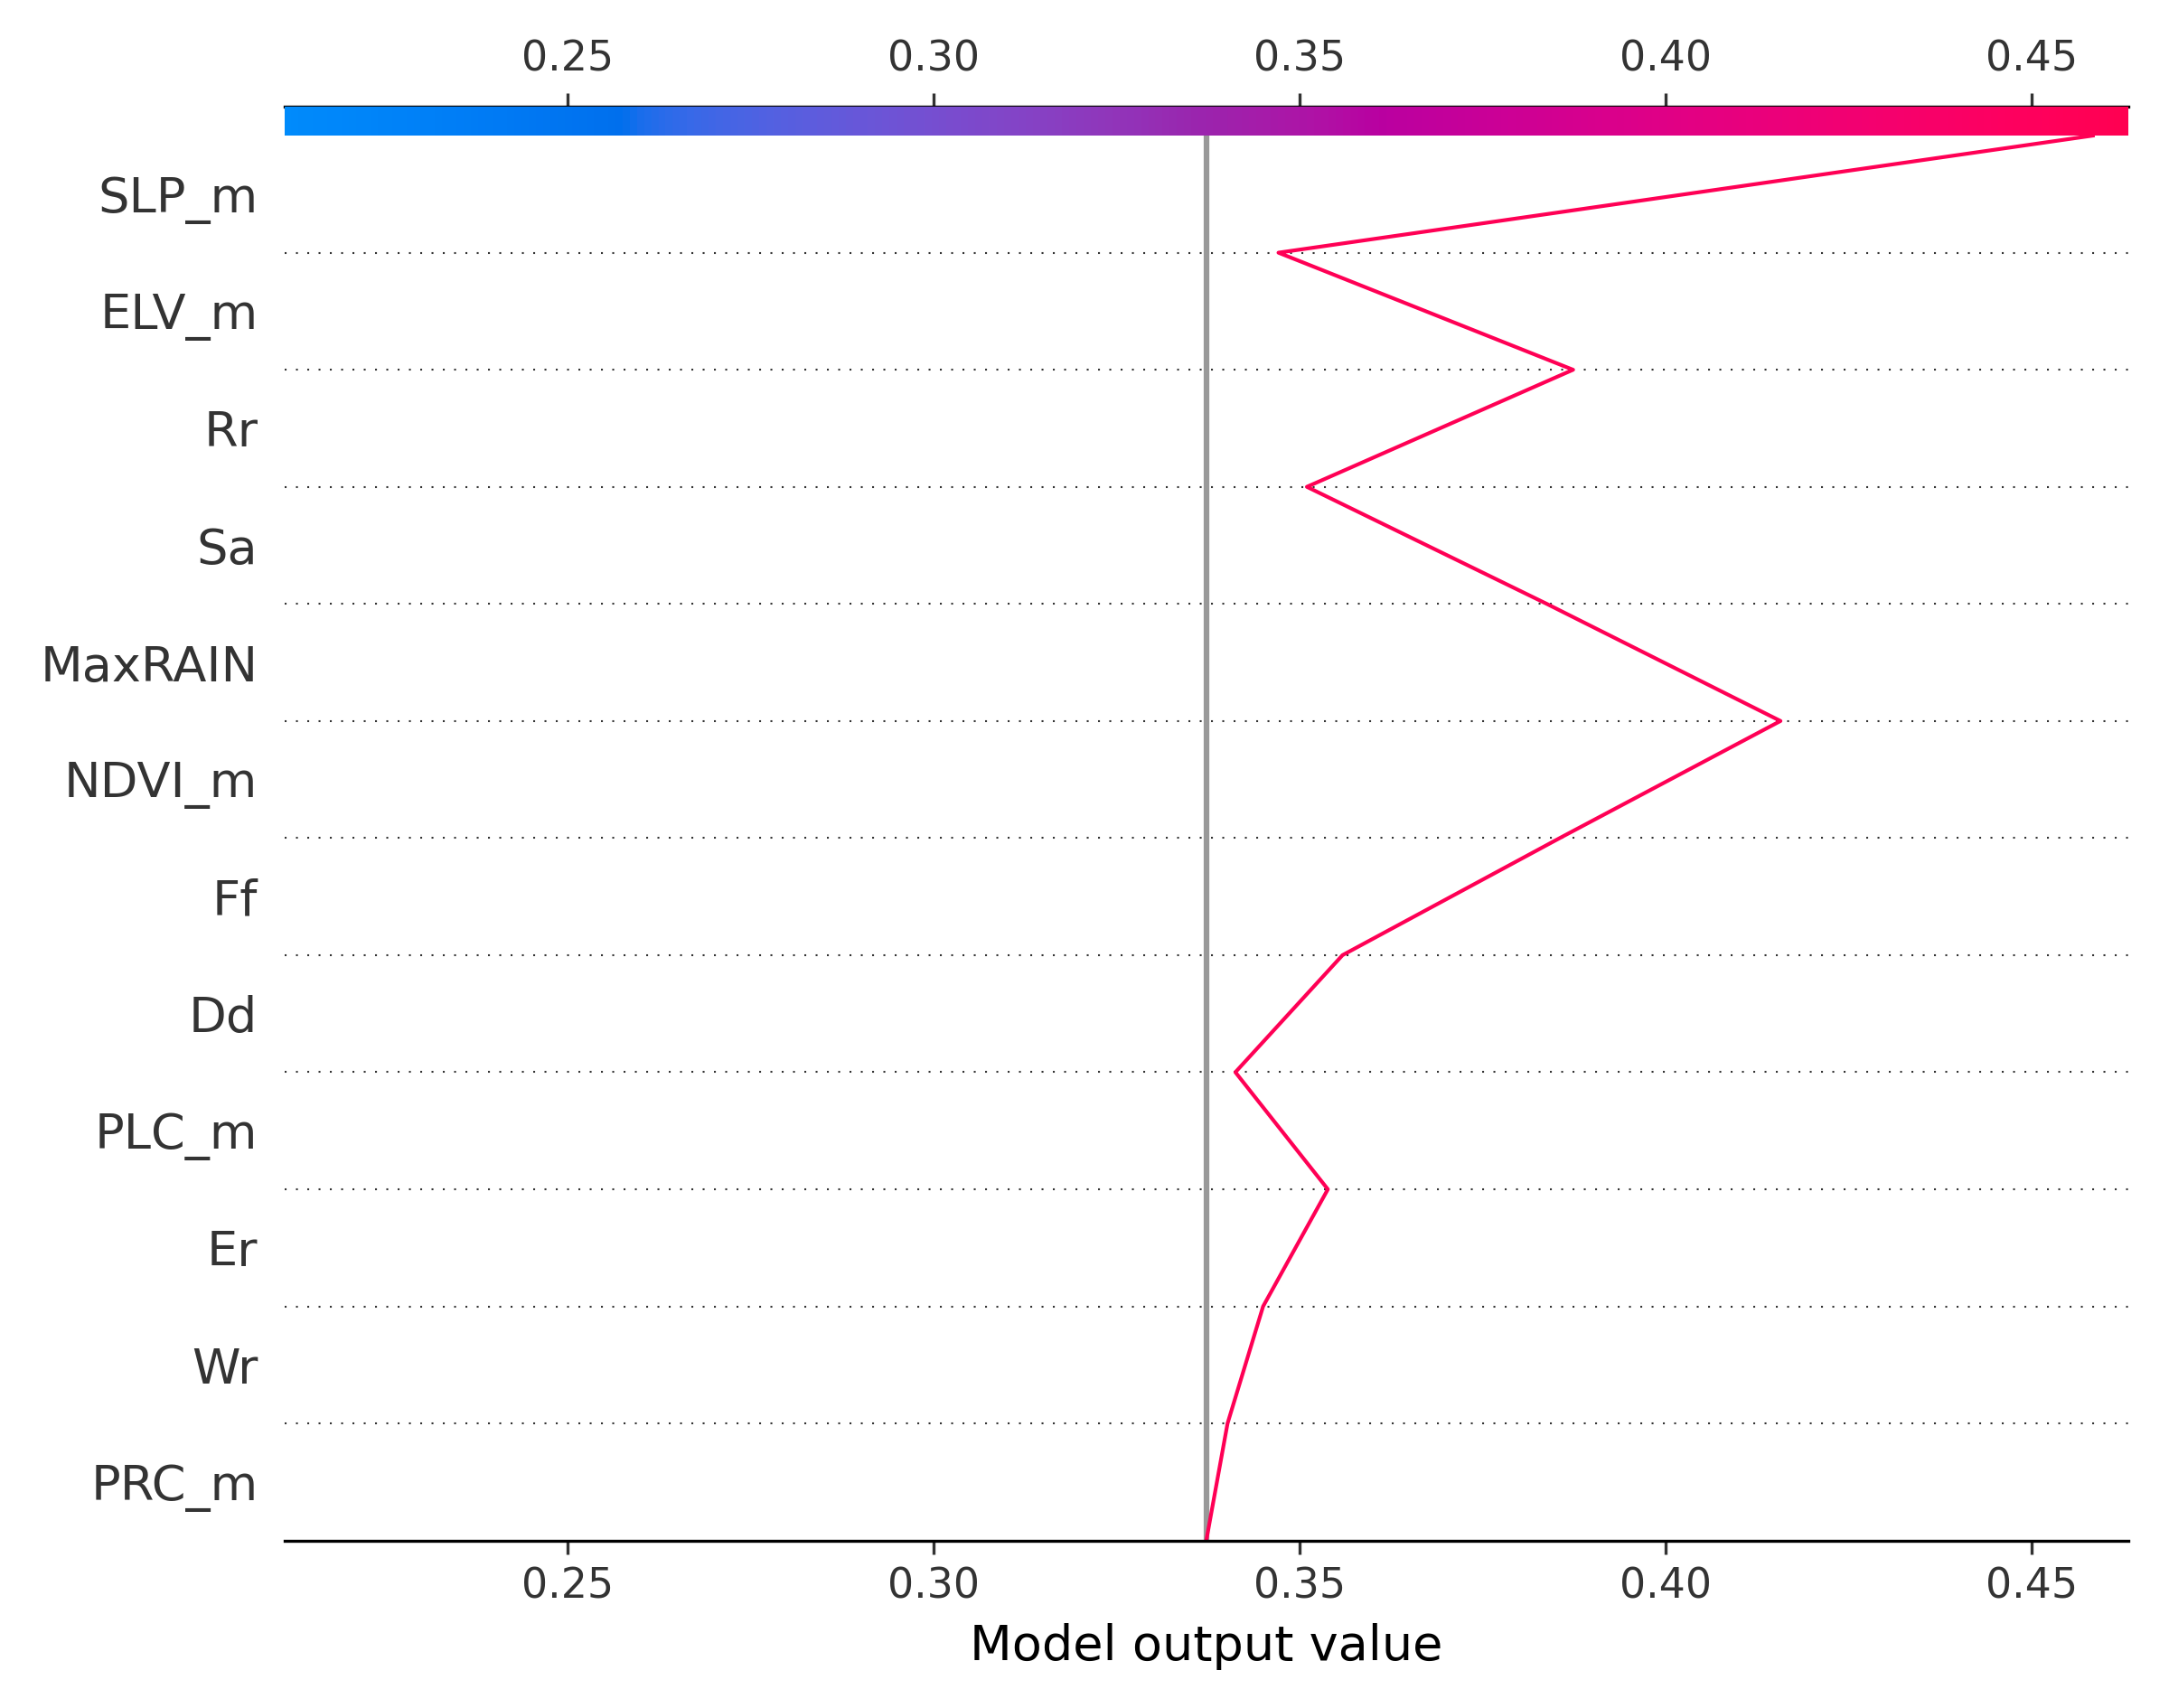 0.25 0.30 0.35 0.40 0.45
SLP_m
ELV_m
Rr
Sa
MaxRAIN
NDVI_m
Ff
Dd
PLC_m
Er
Wr
PRC_m
0.25 0.30 0.35 0.40 0.45
Model output value